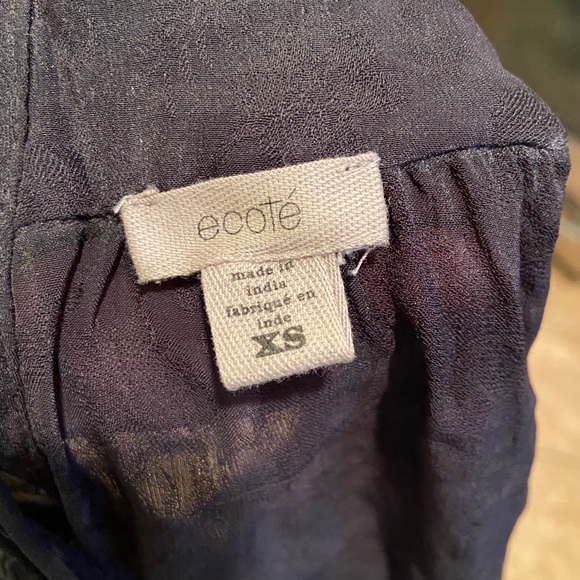 ecoté
made in
india
fabriqué en
inde
XS